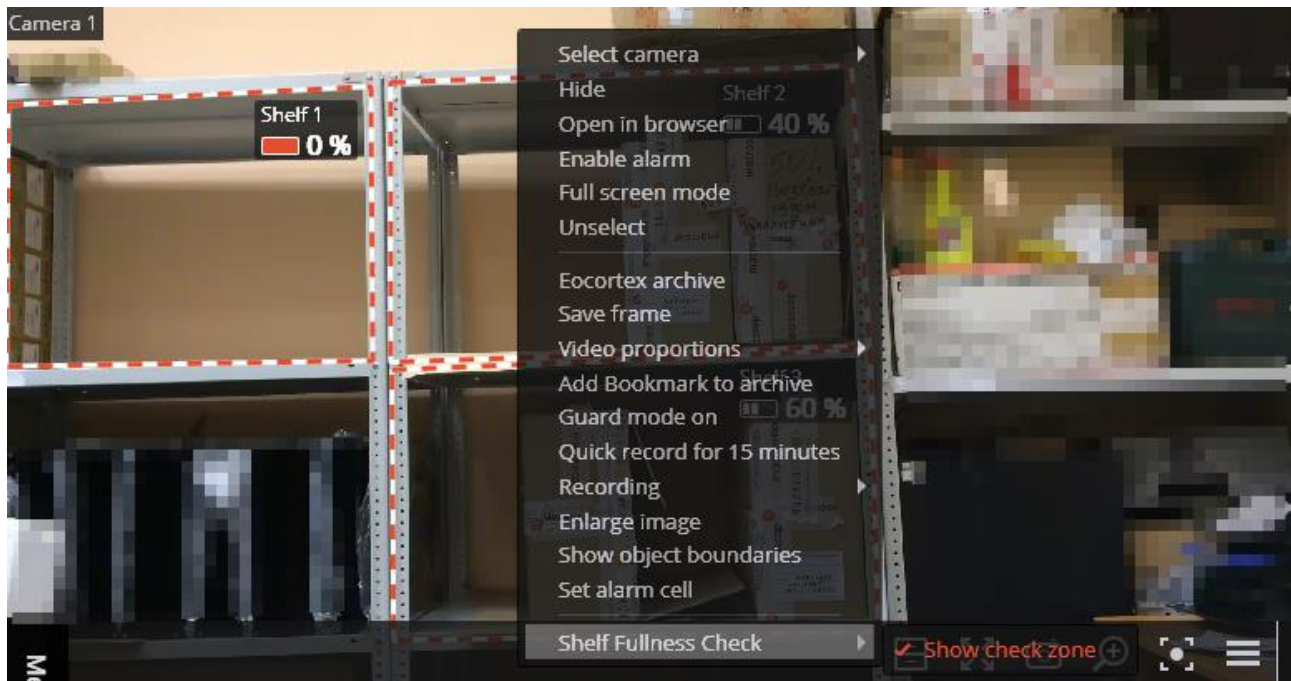 Camera 1
Shelf 1
0 %
Shelf 2
40 %
Shelf 3
60 %
Select camera
Hide
Open in browser
Enable alarm
Full screen mode
Unselect
Eocortex archive
Save frame
Video proportions
Add Bookmark to archive
Guard mode on
Quick record for 15 minutes
Recording
Enlarge image
Show object boundaries
Set alarm cell
Shelf Fullness Check
Show check zone